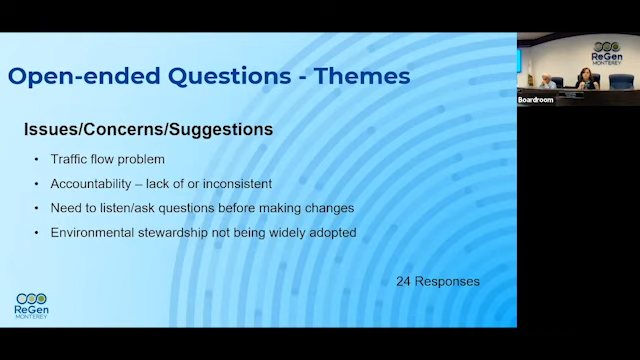 Open-ended Questions - Themes
Issues/Concerns/Suggestions
• Traffic flow problem
• Accountability – lack of or inconsistent
• Need to listen/ask questions before making changes
• Environmental stewardship not being widely adopted
24 Responses
ReGen
MONTEREY
ReGen
MONTEREY
Boardroom